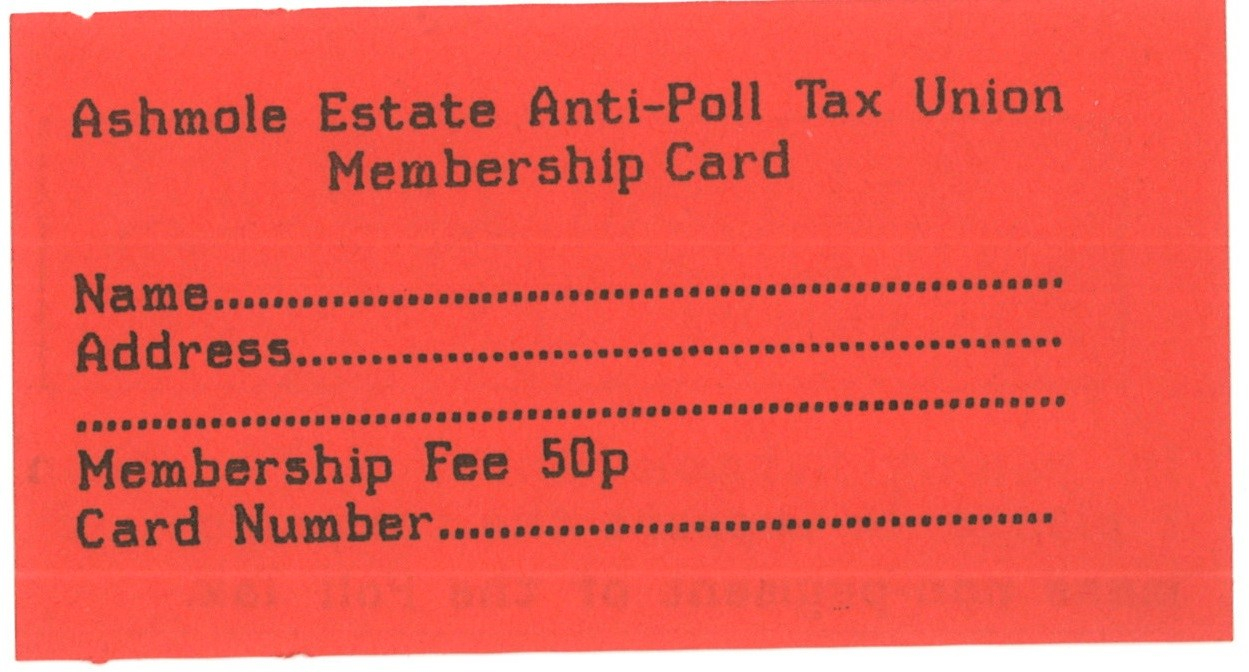 Ashmole Estate Anti-Poll Tax Union
Membership Card
Name..........................................................
Address....................................................
...................................................................
Membership Fee 50p
Card Number..........................................